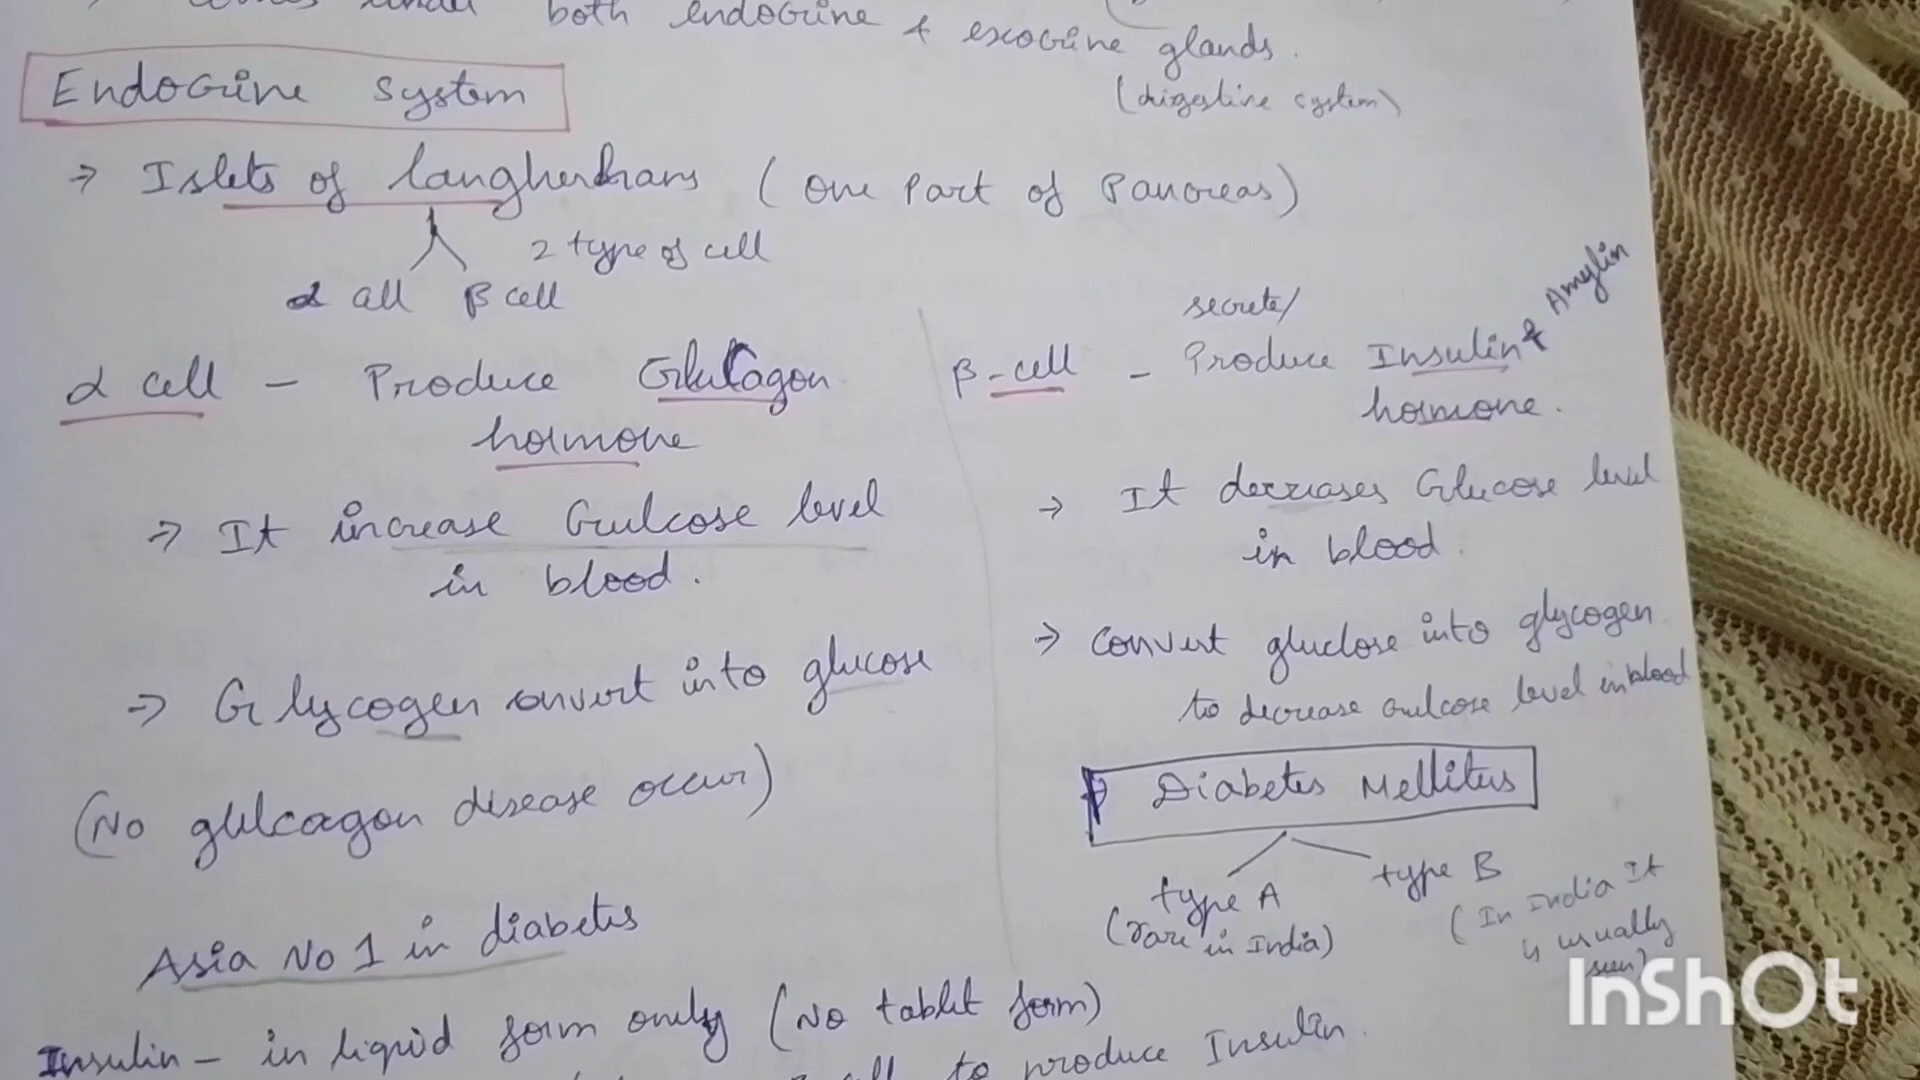 both endocrine & exocrine glands.
(digestive system)
Endocrine System
→ Islets of langherhans (One Part of Pancreas)
2 type of cell
α cell β cell
α cell - Produce Glucagon
hormone
→ It increase Gulcose level
in blood.
→ Glycogen convert into glucose
(No glulcagon disease occur)
Asia No 1 in diabetes
secrete/
β-cell - Produce Insulin & Amylin
hormone.
→ It decreases Glucose level
in blood.
→ Convert gluclose into glycogen
to decrease Gulcose level in blood
Diabetes Mellitus
type A type B
(rare in India) (In India It
is usually
seen)
Insulin - in liquid form only (No tablet form)
to produce Insulin.
InShOt